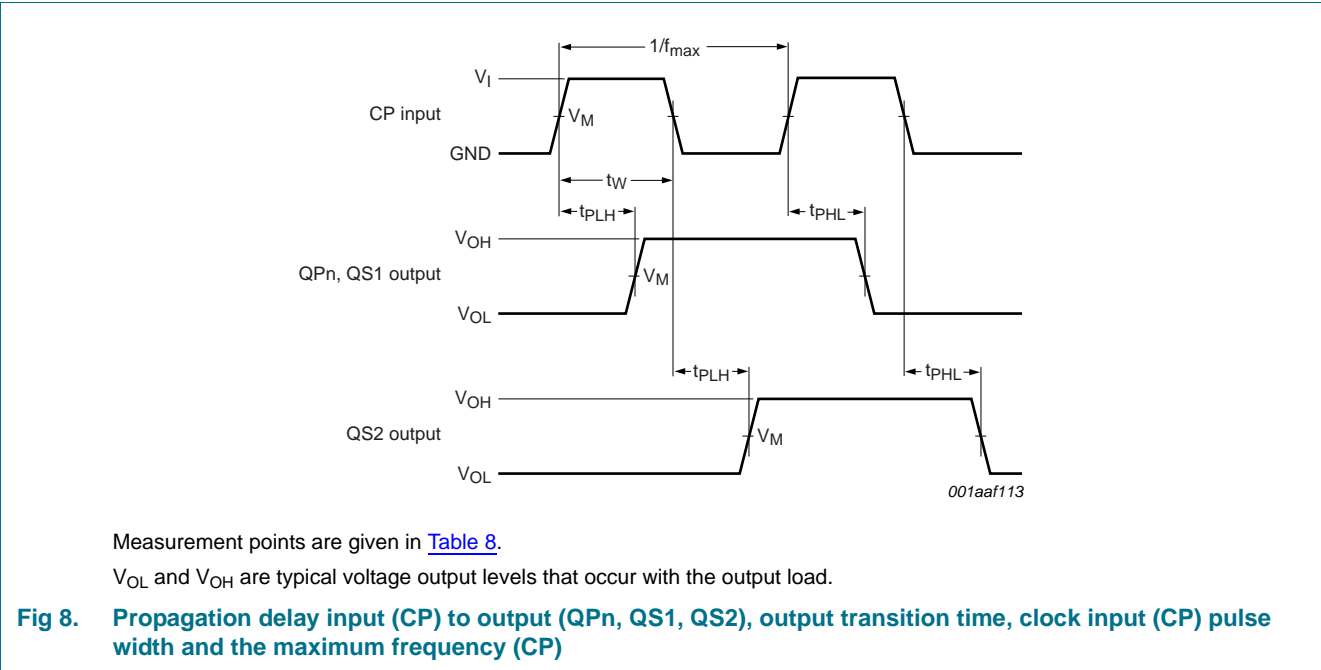 1/fmax
VI
CP input
VM
GND
tW
tPLH
tPHL
VOH
QPn, QS1 output
VM
VOL
tPLH
tPHL
VOH
QS2 output
VM
VOL
001aaf113
Measurement points are given in Table 8.
VOL and VOH are typical voltage output levels that occur with the output load.
Fig 8. Propagation delay input (CP) to output (QPn, QS1, QS2), output transition time, clock input (CP) pulse
width and the maximum frequency (CP)